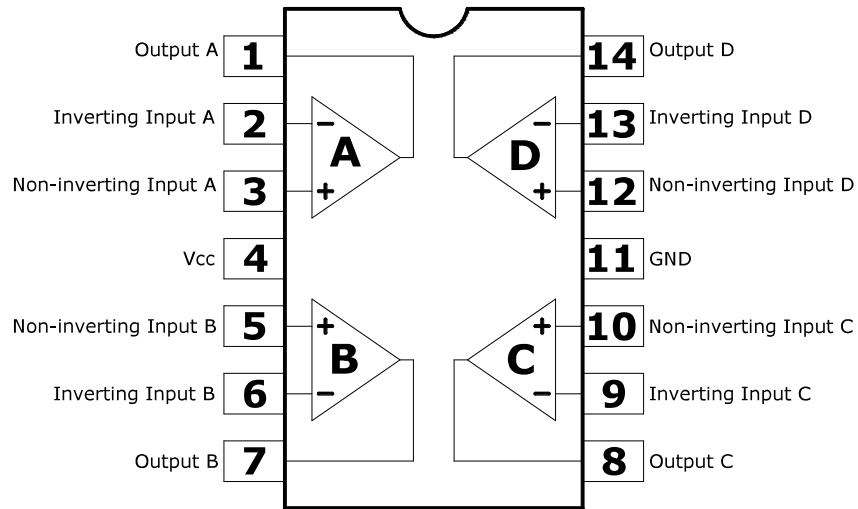 Output A 1 14 Output D
Inverting Input A 2 − − 13 Inverting Input D
A D
Non-inverting Input A 3 + + 12 Non-inverting Input D
Vcc 4 11 GND
Non-inverting Input B 5 + + 10 Non-inverting Input C
B C
Inverting Input B 6 − − 9 Inverting Input C
Output B 7 8 Output C